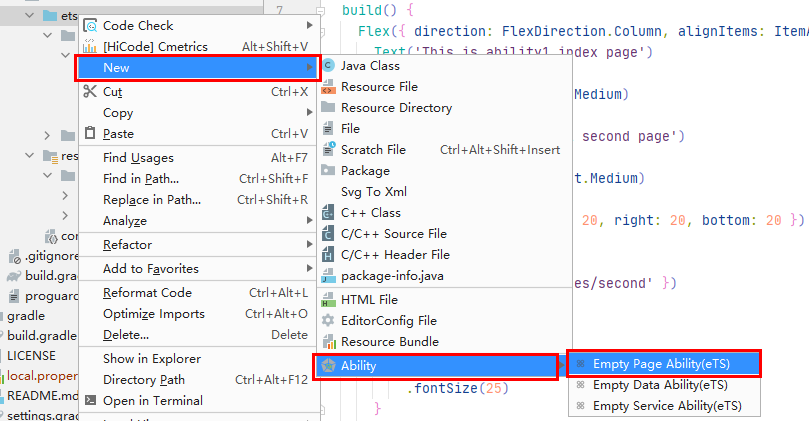 ets
res
con
.gitignore
build.grad
proguard
gradle
build.gradle
LICENSE
local.proper
README.md
settings.grad
Code Check
[HiCode] Cmetrics Alt+Shift+V
New
Cut Ctrl+X
Copy
Paste Ctrl+V
Find Usages Alt+F7
Find in Path... Ctrl+Shift+F
Replace in Path... Ctrl+Shift+R
Analyze
Refactor
Add to Favorites
Reformat Code Ctrl+Alt+L
Optimize Imports Ctrl+Alt+O
Delete... Delete
Show in Explorer
Directory Path Ctrl+Alt+F12
Open in Terminal
Java Class
Resource File
Resource Directory
File
Scratch File Ctrl+Alt+Shift+Insert
Package
Svg To Xml
C++ Class
C/C++ Source File
C/C++ Header File
package-info.java
HTML File
EditorConfig File
Resource Bundle
Ability
Empty Page Ability(eTS)
Empty Data Ability(eTS)
Empty Service Ability(eTS)
7
build() {
Flex({ direction: FlexDirection.Column, alignItems: ItemA
Text('This is ability1 index page')
Medium)
second page')
t.Medium)
20, right: 20, bottom: 20 })
es/second' })
.fontSize(25)
}